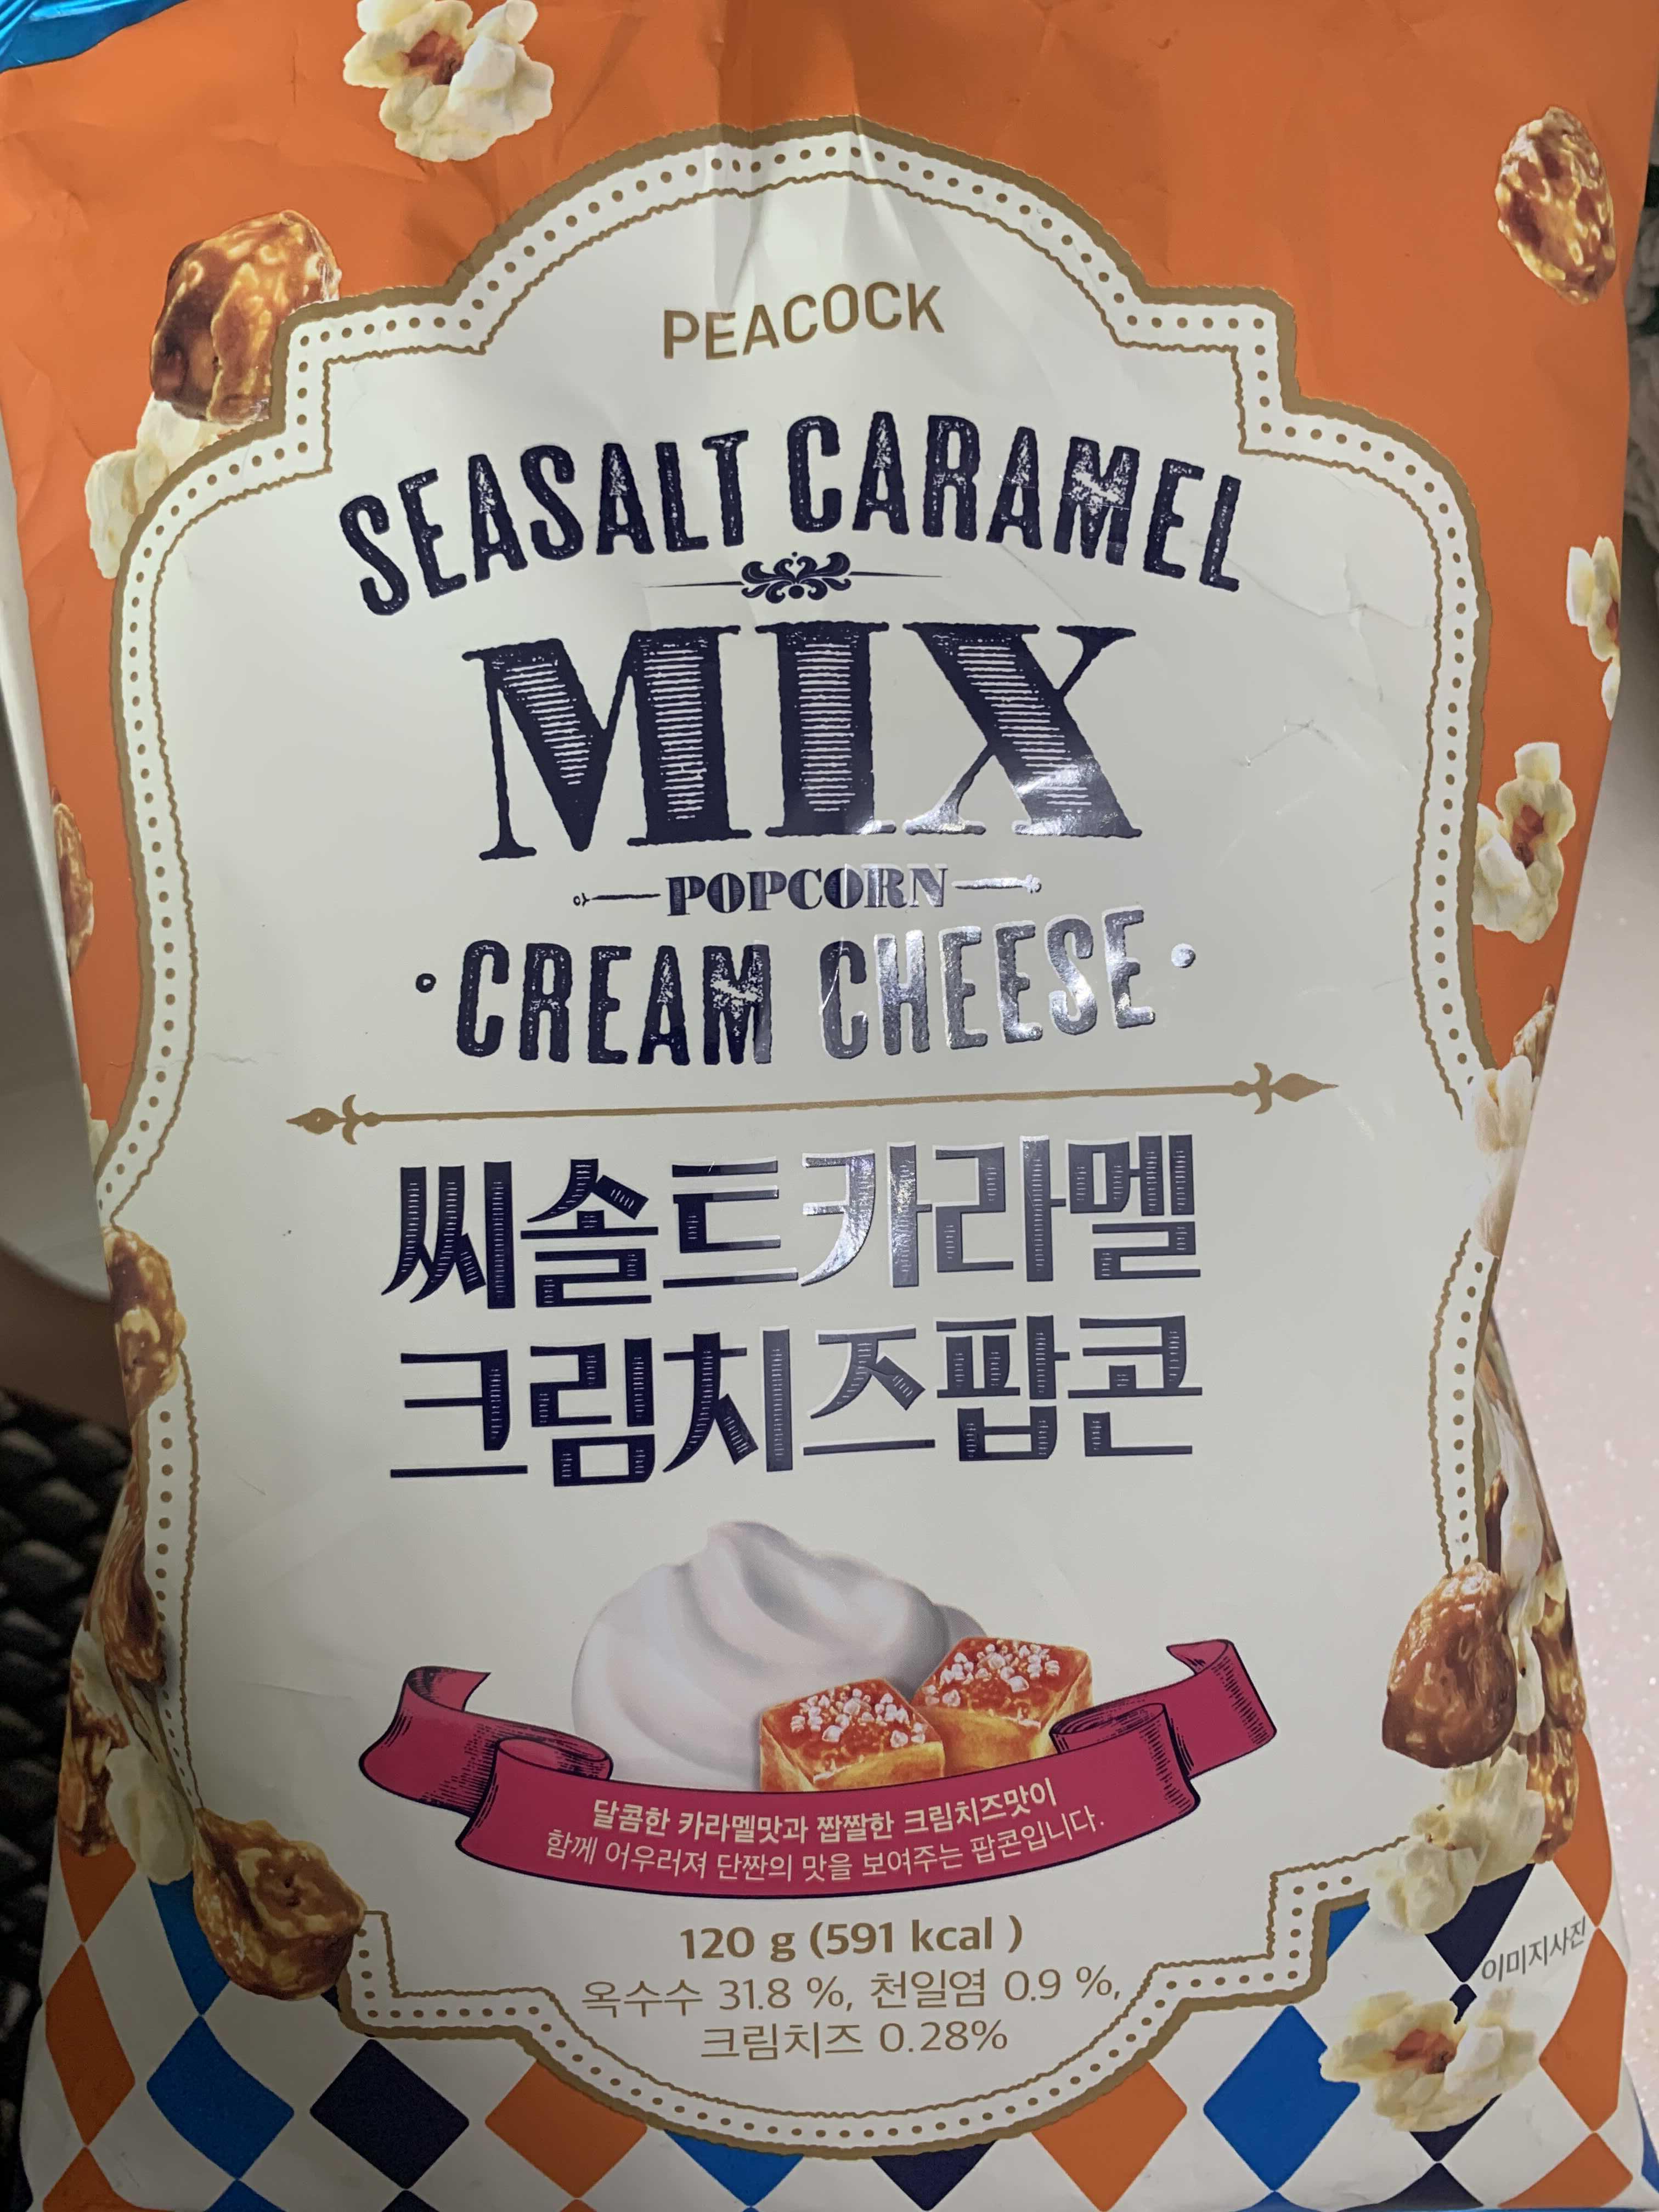 PEACOCK
SEASALT CARAMEL
MIX
POPCORN
• CREAM CHEESE •
씨솔트카라멜
크림치즈팝콘
달콤한 카라멜맛과 짭짤한 크림치즈맛이
함께 어우러져 단짠의 맛을 보여주는 팝콘입니다.
120 g (591 kcal )
옥수수 31.8 %, 천일염 0.9 %,
크림치즈 0.28%
이미지사진